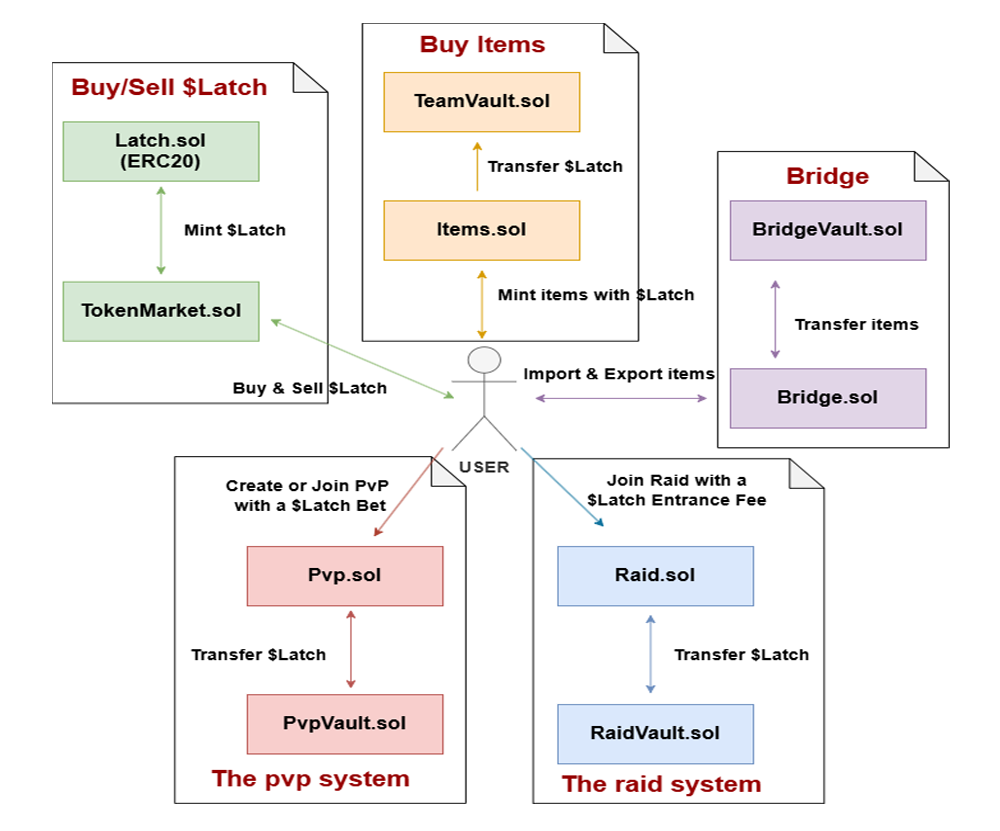 Buy/Sell $Latch
Latch.sol
(ERC20)
Mint $Latch
TokenMarket.sol
Buy & Sell $Latch
Buy Items
TeamVault.sol
Transfer $Latch
Items.sol
Mint items with $Latch
Bridge
BridgeVault.sol
Transfer items
Bridge.sol
Import & Export items
USER
Create or Join PvP
with a $Latch Bet
Pvp.sol
Transfer $Latch
PvpVault.sol
The pvp system
Join Raid with a
$Latch Entrance Fee
Raid.sol
Transfer $Latch
RaidVault.sol
The raid system